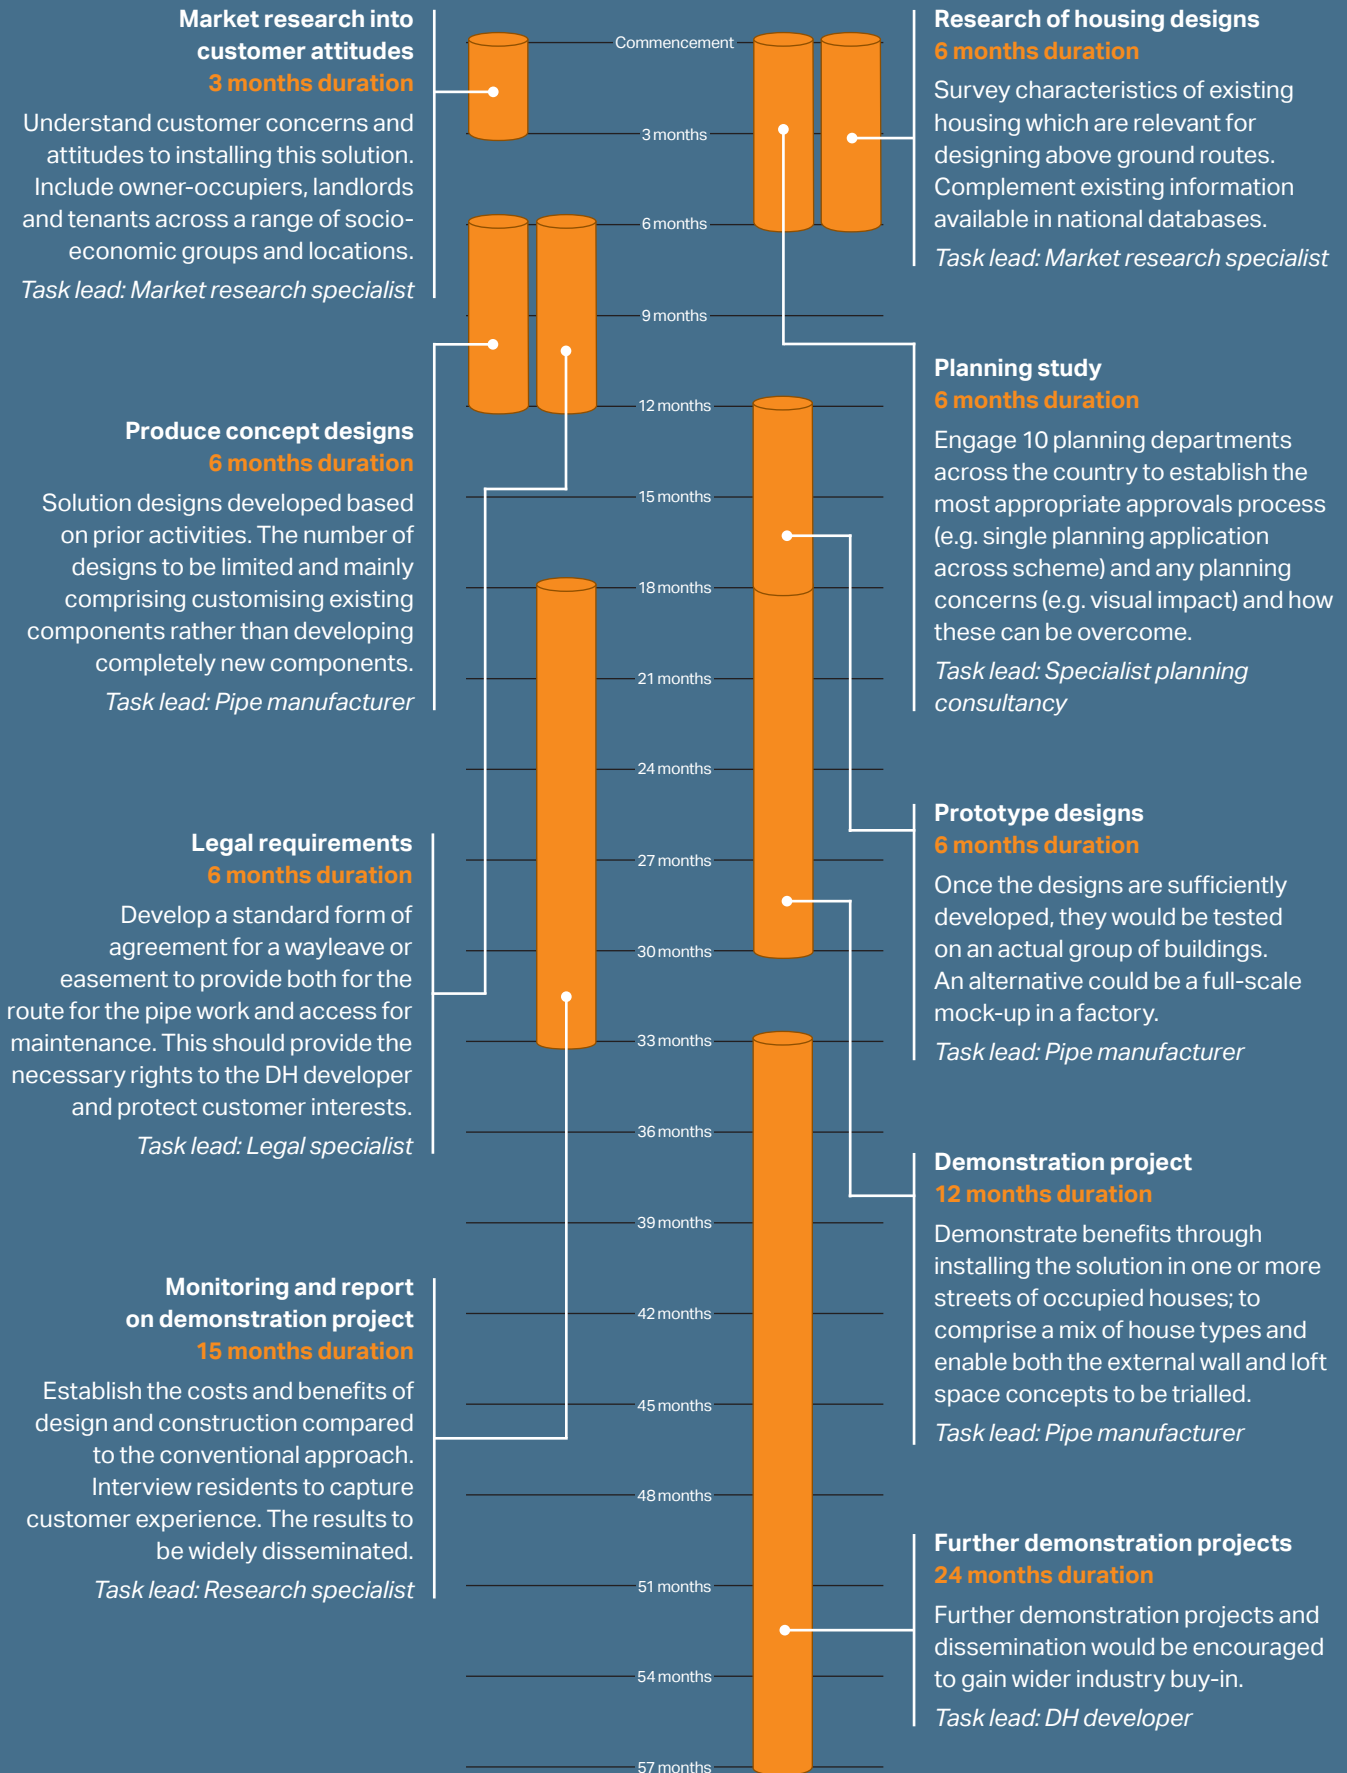 Market research into
customer attitudes
3 months duration
Understand customer concerns and
attitudes to installing this solution.
Include owner-occupiers, landlords
and tenants across a range of socio-
economic groups and locations.
Task lead: Market research specialist
Produce concept designs
6 months duration
Solution designs developed based
on prior activities. The number of
designs to be limited and mainly
comprising customising existing
components rather than developing
completely new components.
Task lead: Pipe manufacturer
Legal requirements
6 months duration
Develop a standard form of
agreement for a wayleave or
easement to provide both for the
route for the pipe work and access for
maintenance. This should provide the
necessary rights to the DH developer
and protect customer interests.
Task lead: Legal specialist
Monitoring and report
on demonstration project
15 months duration
Establish the costs and benefits of
design and construction compared
to the conventional approach.
Interview residents to capture
customer experience. The results to
be widely disseminated.
Task lead: Research specialist
Commencement
3 months
6 months
9 months
12 months
15 months
18 months
21 months
24 months
27 months
30 months
33 months
36 months
39 months
42 months
45 months
48 months
51 months
54 months
57 months
Research of housing designs
6 months duration
Survey characteristics of existing
housing which are relevant for
designing above ground routes.
Complement existing information
available in national databases.
Task lead: Market research specialist
Planning study
6 months duration
Engage 10 planning departments
across the country to establish the
most appropriate approvals process
(e.g. single planning application
across scheme) and any planning
concerns (e.g. visual impact) and how
these can be overcome.
Task lead: Specialist planning
consultancy
Prototype designs
6 months duration
Once the designs are sufficiently
developed, they would be tested
on an actual group of buildings.
An alternative could be a full-scale
mock-up in a factory.
Task lead: Pipe manufacturer
Demonstration project
12 months duration
Demonstrate benefits through
installing the solution in one or more
streets of occupied houses; to
comprise a mix of house types and
enable both the external wall and loft
space concepts to be trialled.
Task lead: Pipe manufacturer
Further demonstration projects
24 months duration
Further demonstration projects and
dissemination would be encouraged
to gain wider industry buy-in.
Task lead: DH developer